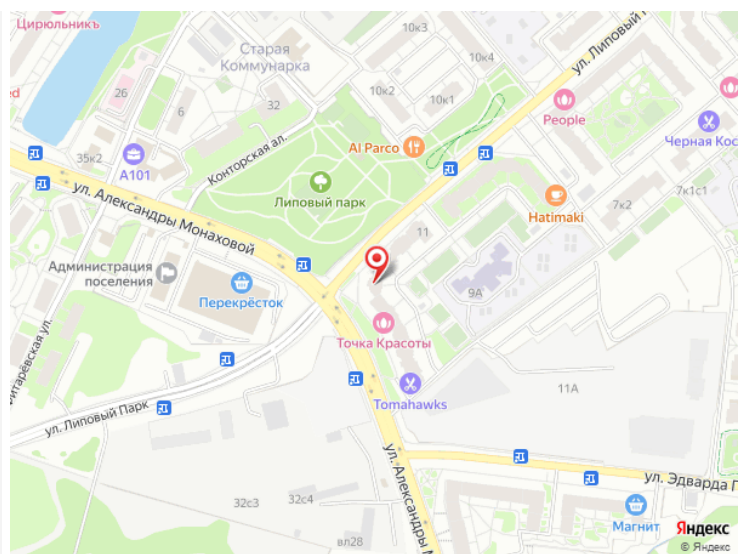 Цирюльникъ
Старая
Коммунарка
10к3
10к4
ул. Липовый
26
6
32
10к2
10к1
People
35к2
А101
Конторская ал.
Al Parco
Черная Кос
ул. Александры Монаховой
Липовый парк
7к1с1
7к2
Hatimaki
11
Администрация
поселения
Перекрёсток
9А
Точка Красоты
11А
ул. Липовый Парк
Tomahawks
ул. Александры М
ул. Эдварда Г
32с3
32с4
вл28
Магнит
Яндекс
© Яндекс